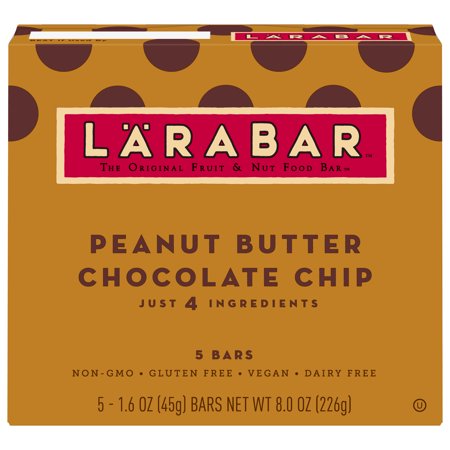 LÄRABAR
LÄRABAR™
The Original Fruit & Nut Food Bar™
PEANUT BUTTER
CHOCOLATE CHIP
JUST 4 INGREDIENTS
5 BARS
NON-GMO • GLUTEN FREE • VEGAN • DAIRY FREE
5 - 1.6 OZ (45g) BARS NET WT 8.0 OZ (226g)
U